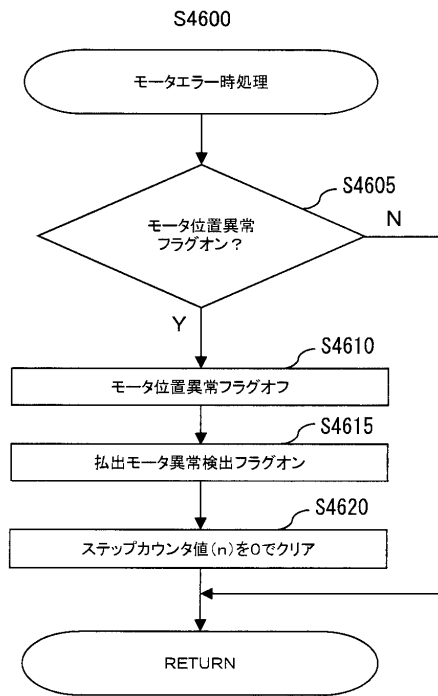 S4600
モータエラー時処理
S4605
モータ位置異常
フラグオン？
N
Y
S4610
モータ位置異常フラグオフ
S4615
払出モータ異常検出フラグオン
S4620
ステップカウンタ値(n)を0でクリア
RETURN